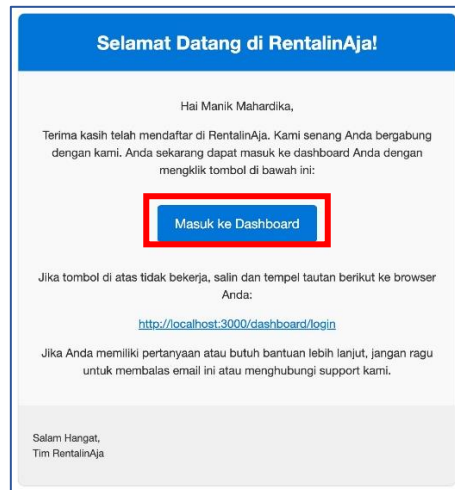 Selamat Datang di RentalinAja!
Hai Manik Mahardika,
Terima kasih telah mendaftar di RentalinAja. Kami senang Anda bergabung
dengan kami. Anda sekarang dapat masuk ke dashboard Anda dengan
mengklik tombol di bawah ini:
Masuk ke Dashboard
Jika tombol di atas tidak bekerja, salin dan tempel tautan berikut ke browser
Anda:
http://localhost:3000/dashboard/login
Jika Anda memiliki pertanyaan atau butuh bantuan lebih lanjut, jangan ragu
untuk membalas email ini atau menghubungi support kami.
Salam Hangat,
Tim RentalinAja